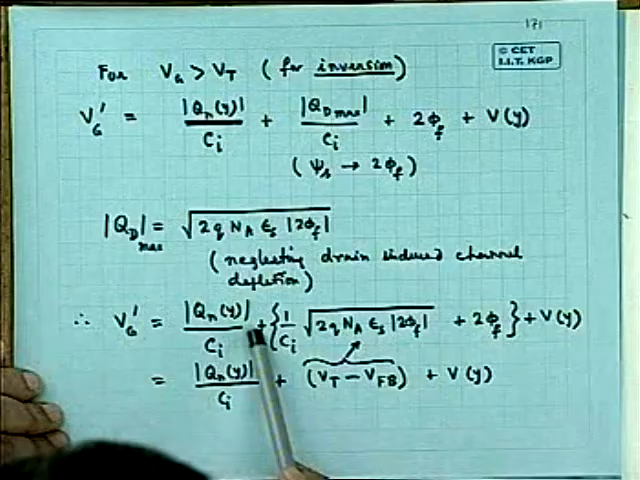 171
© CET
I.I.T. KGP
For V_G > V_T (for inversion)
V_G' = |Q_n(y)| / C_i + |Q_D max| / C_i + 2φ_f + V(y)
(ψ_s → 2φ_f)
|Q_D|_max = √(2 q N_A ε_s |2φ_f|)
(neglecting drain induced channel
depletion)
∴ V_G' = |Q_n(y)| / C_i + {1/C_i √(2q N_A ε_s |2φ_f|) + 2φ_f} + V(y)
= |Q_n(y)| / C_i + (V_T − V_FB) + V(y)